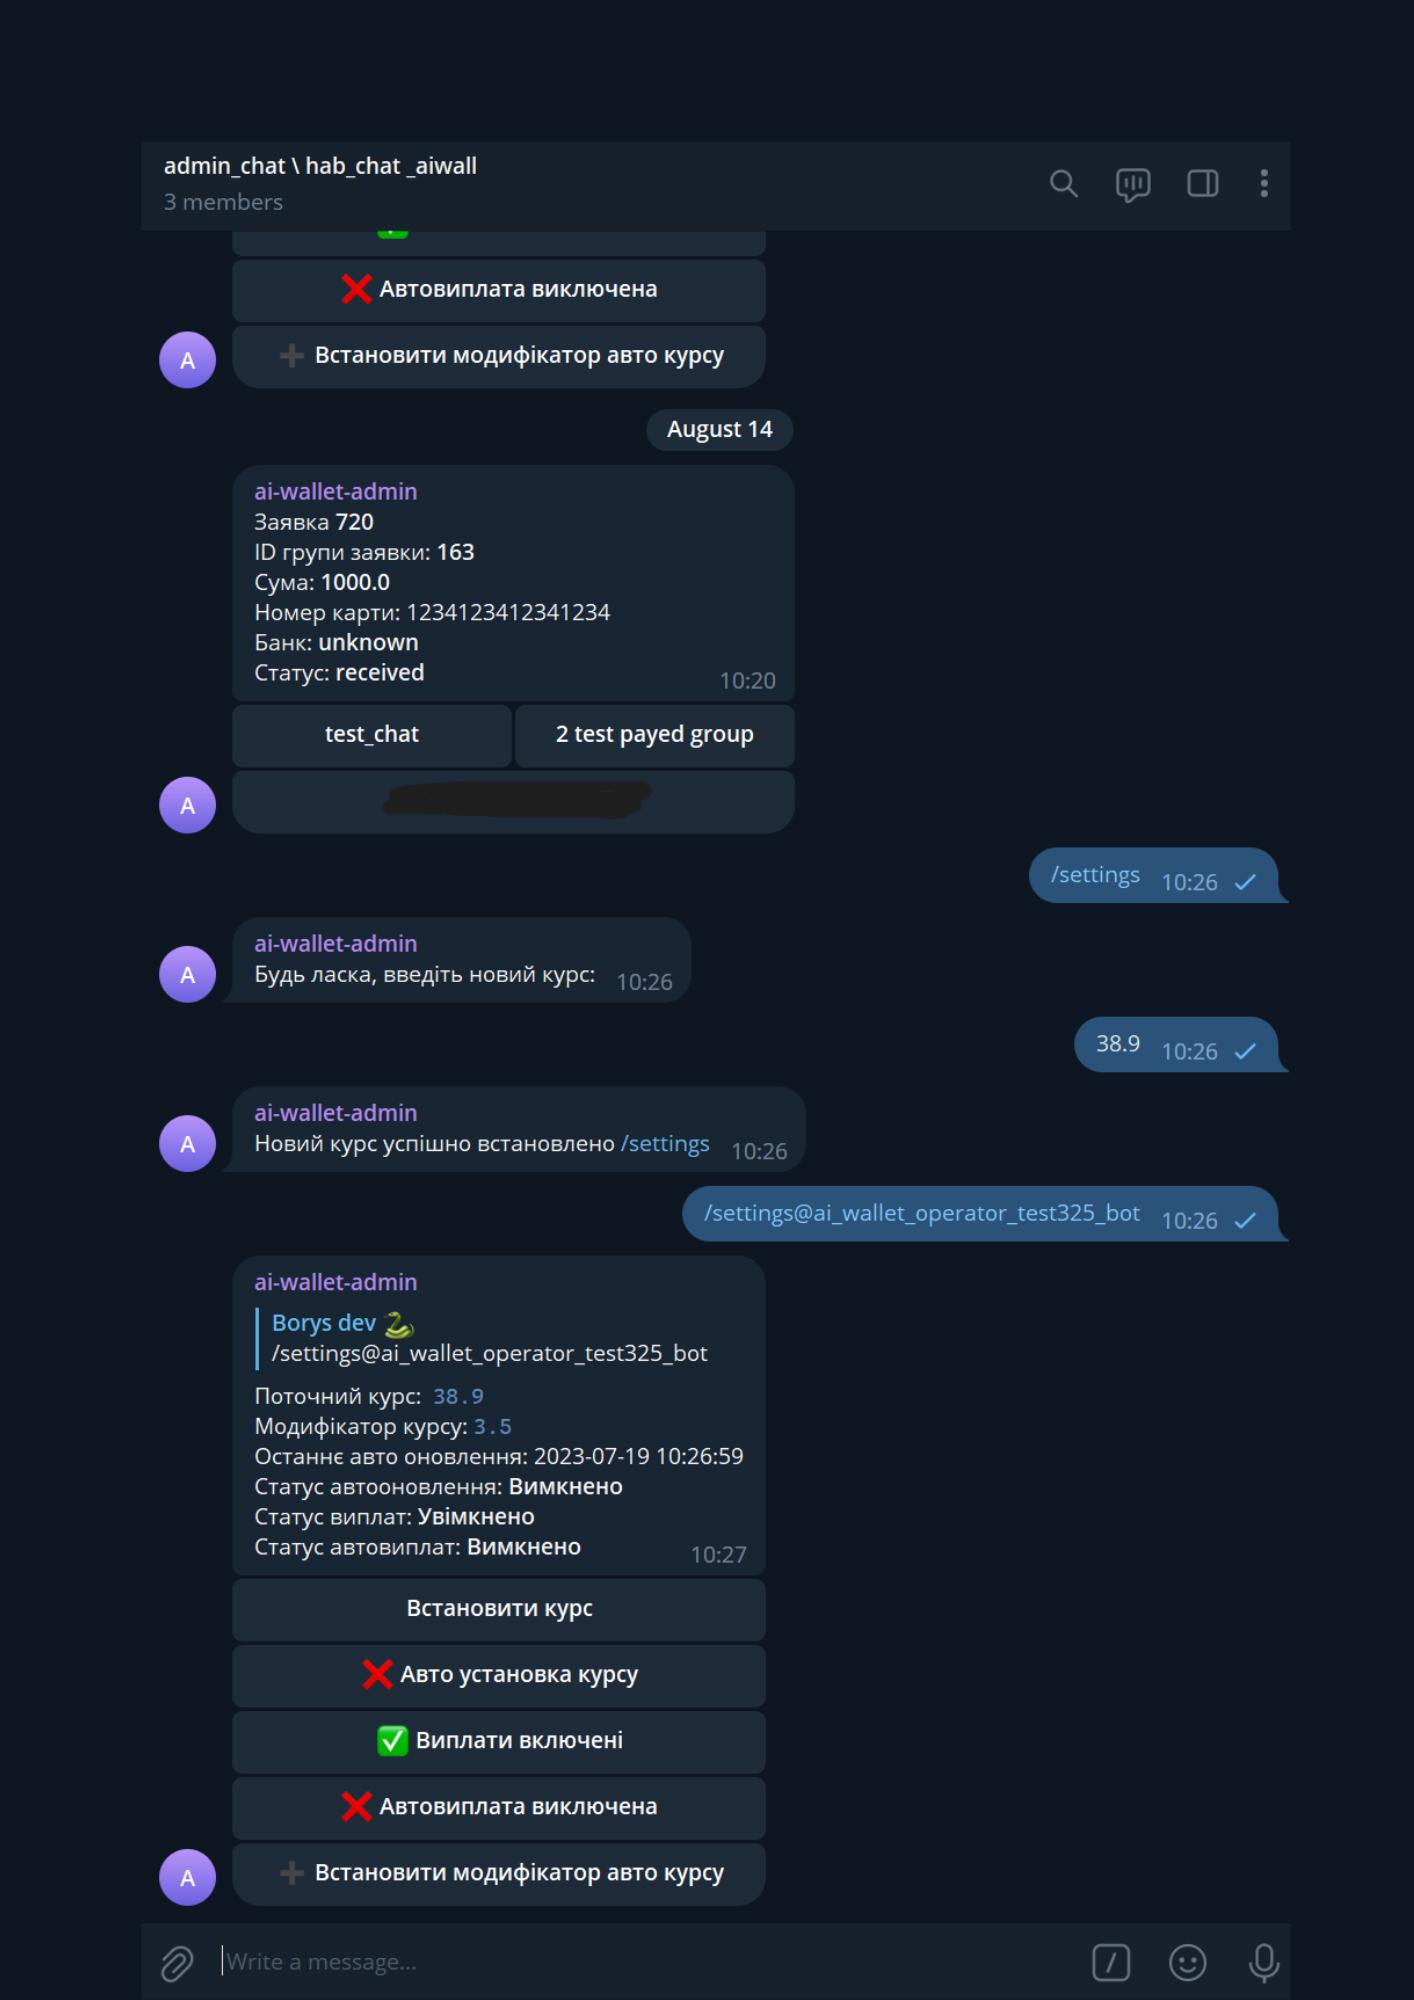 admin_chat \ hab_chat _aiwall
3 members
❌ Автовиплата виключена
➕ Встановити модифікатор авто курсу
A
August 14
ai-wallet-admin
Заявка 720
ID групи заявки: 163
Сума: 1000.0
Номер карти: 1234123412341234
Банк: unknown
Статус: received
10:20
test_chat
2 test payed group
A
/settings 10:26
ai-wallet-admin
Будь ласка, введіть новий курс: 10:26
A
38.9 10:26
ai-wallet-admin
Новий курс успішно встановлено /settings 10:26
A
/settings@ai_wallet_operator_test325_bot 10:26
ai-wallet-admin
Borys dev 🐍
/settings@ai_wallet_operator_test325_bot
Поточний курс: 38.9
Модифікатор курсу: 3.5
Останнє авто оновлення: 2023-07-19 10:26:59
Статус автооновлення: Вимкнено
Статус виплат: Увімкнено
Статус автовиплат: Вимкнено
10:27
Встановити курс
❌ Авто установка курсу
✅ Виплати включені
❌ Автовиплата виключена
➕ Встановити модифікатор авто курсу
A
Write a message...